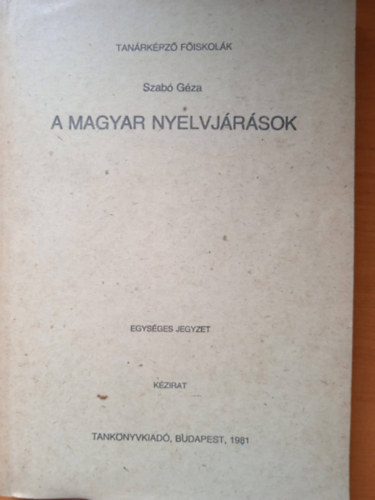 TANÁRKÉPZŐ FŐISKOLÁK
Szabó Géza
A MAGYAR NYELVJÁRÁSOK
EGYSÉGES JEGYZET
KÉZIRAT
TANKÖNYVKIADÓ, BUDAPEST, 1981